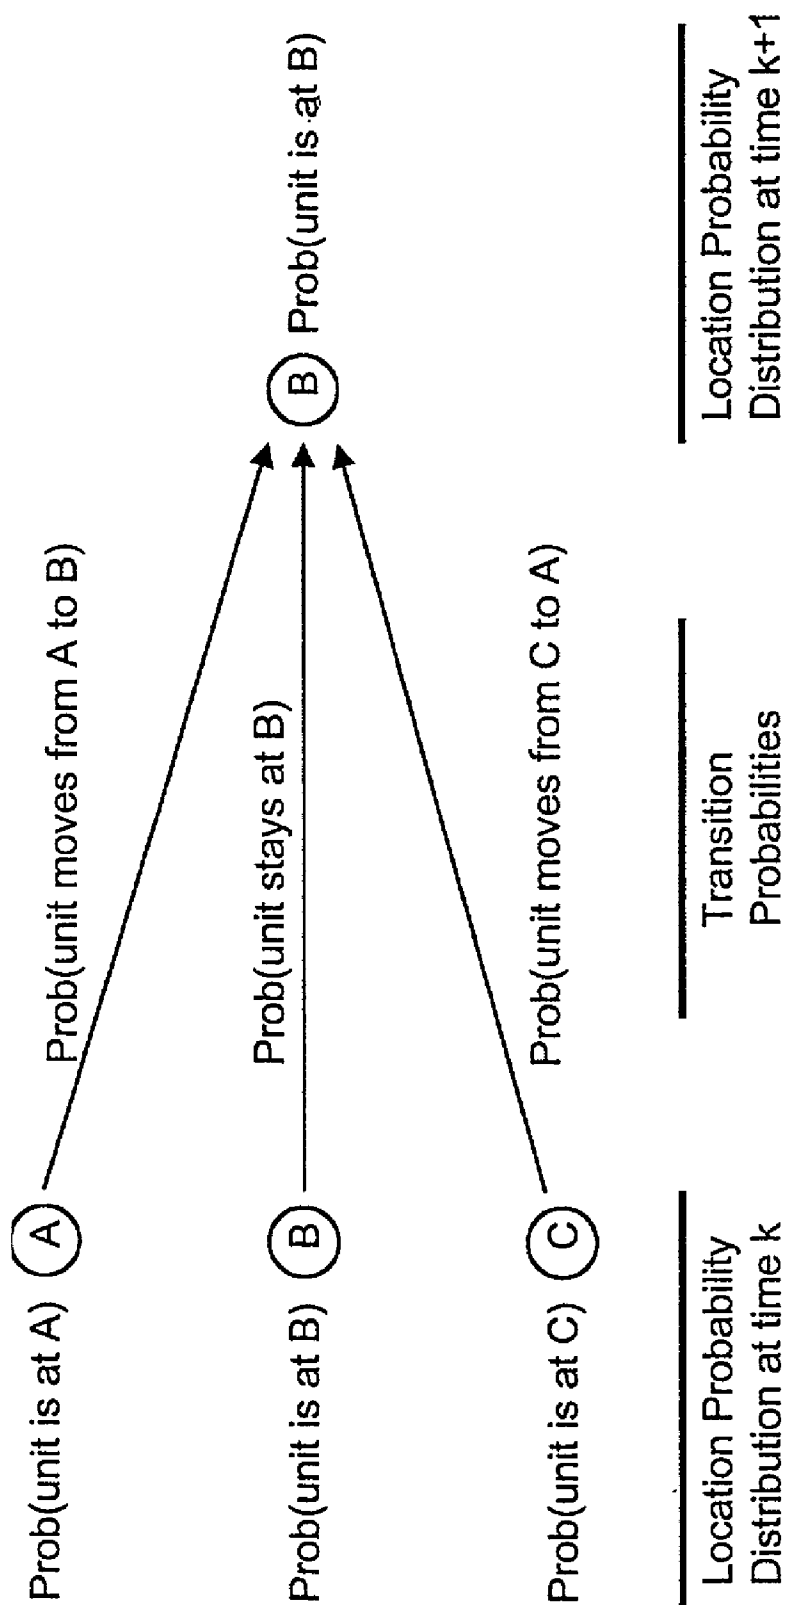 Prob(unit is at A)
A
Prob(unit moves from A to B)
Prob(unit is at B)
B
Prob(unit stays at B)
B
Prob(unit is at B)
Prob(unit is at C)
C
Prob(unit moves from C to A)
Location Probability
Distribution at time k
Transition
Probabilities
Location Probability
Distribution at time k+1